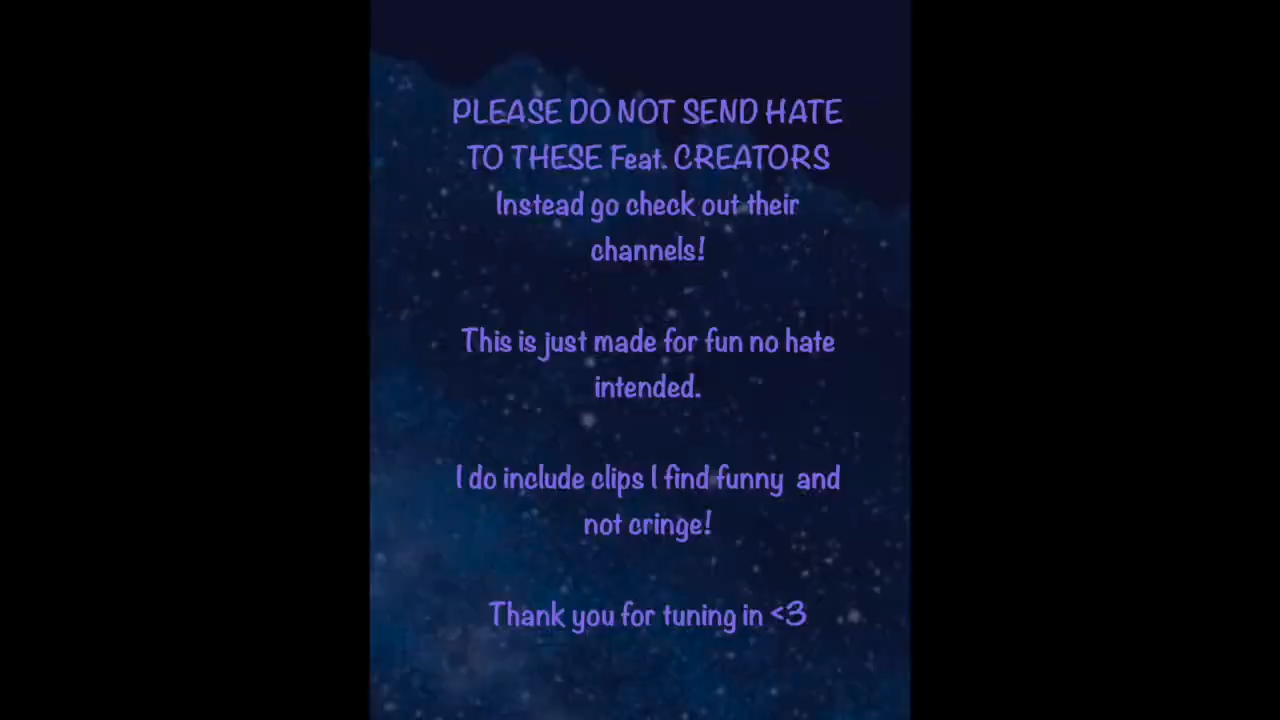 PLEASE DO NOT SEND HATE
TO THESE Feat. CREATORS
Instead go check out their
channels!
This is just made for fun no hate
intended.
I do include clips I find funny  and
not cringe!
Thank you for tuning in <3